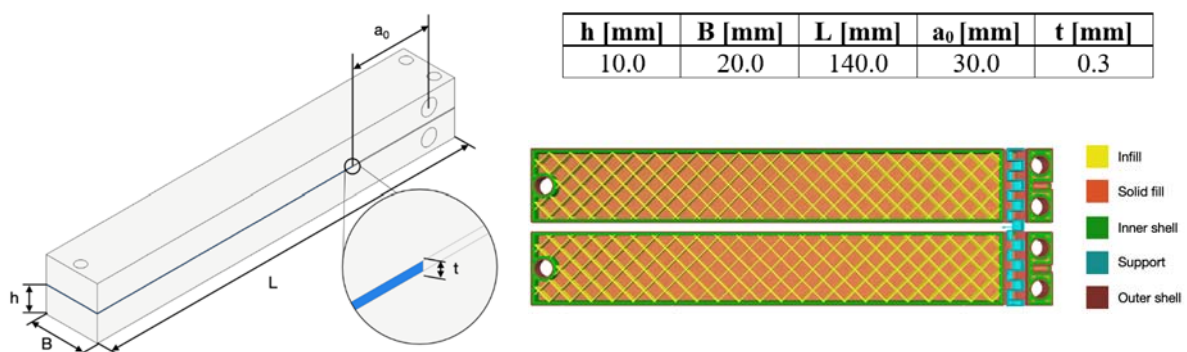 a₀
h
B
L
t
h [mm] B [mm] L [mm] a₀ [mm] t [mm]
10.0 20.0 140.0 30.0 0.3
Infill
Solid fill
Inner shell
Support
Outer shell